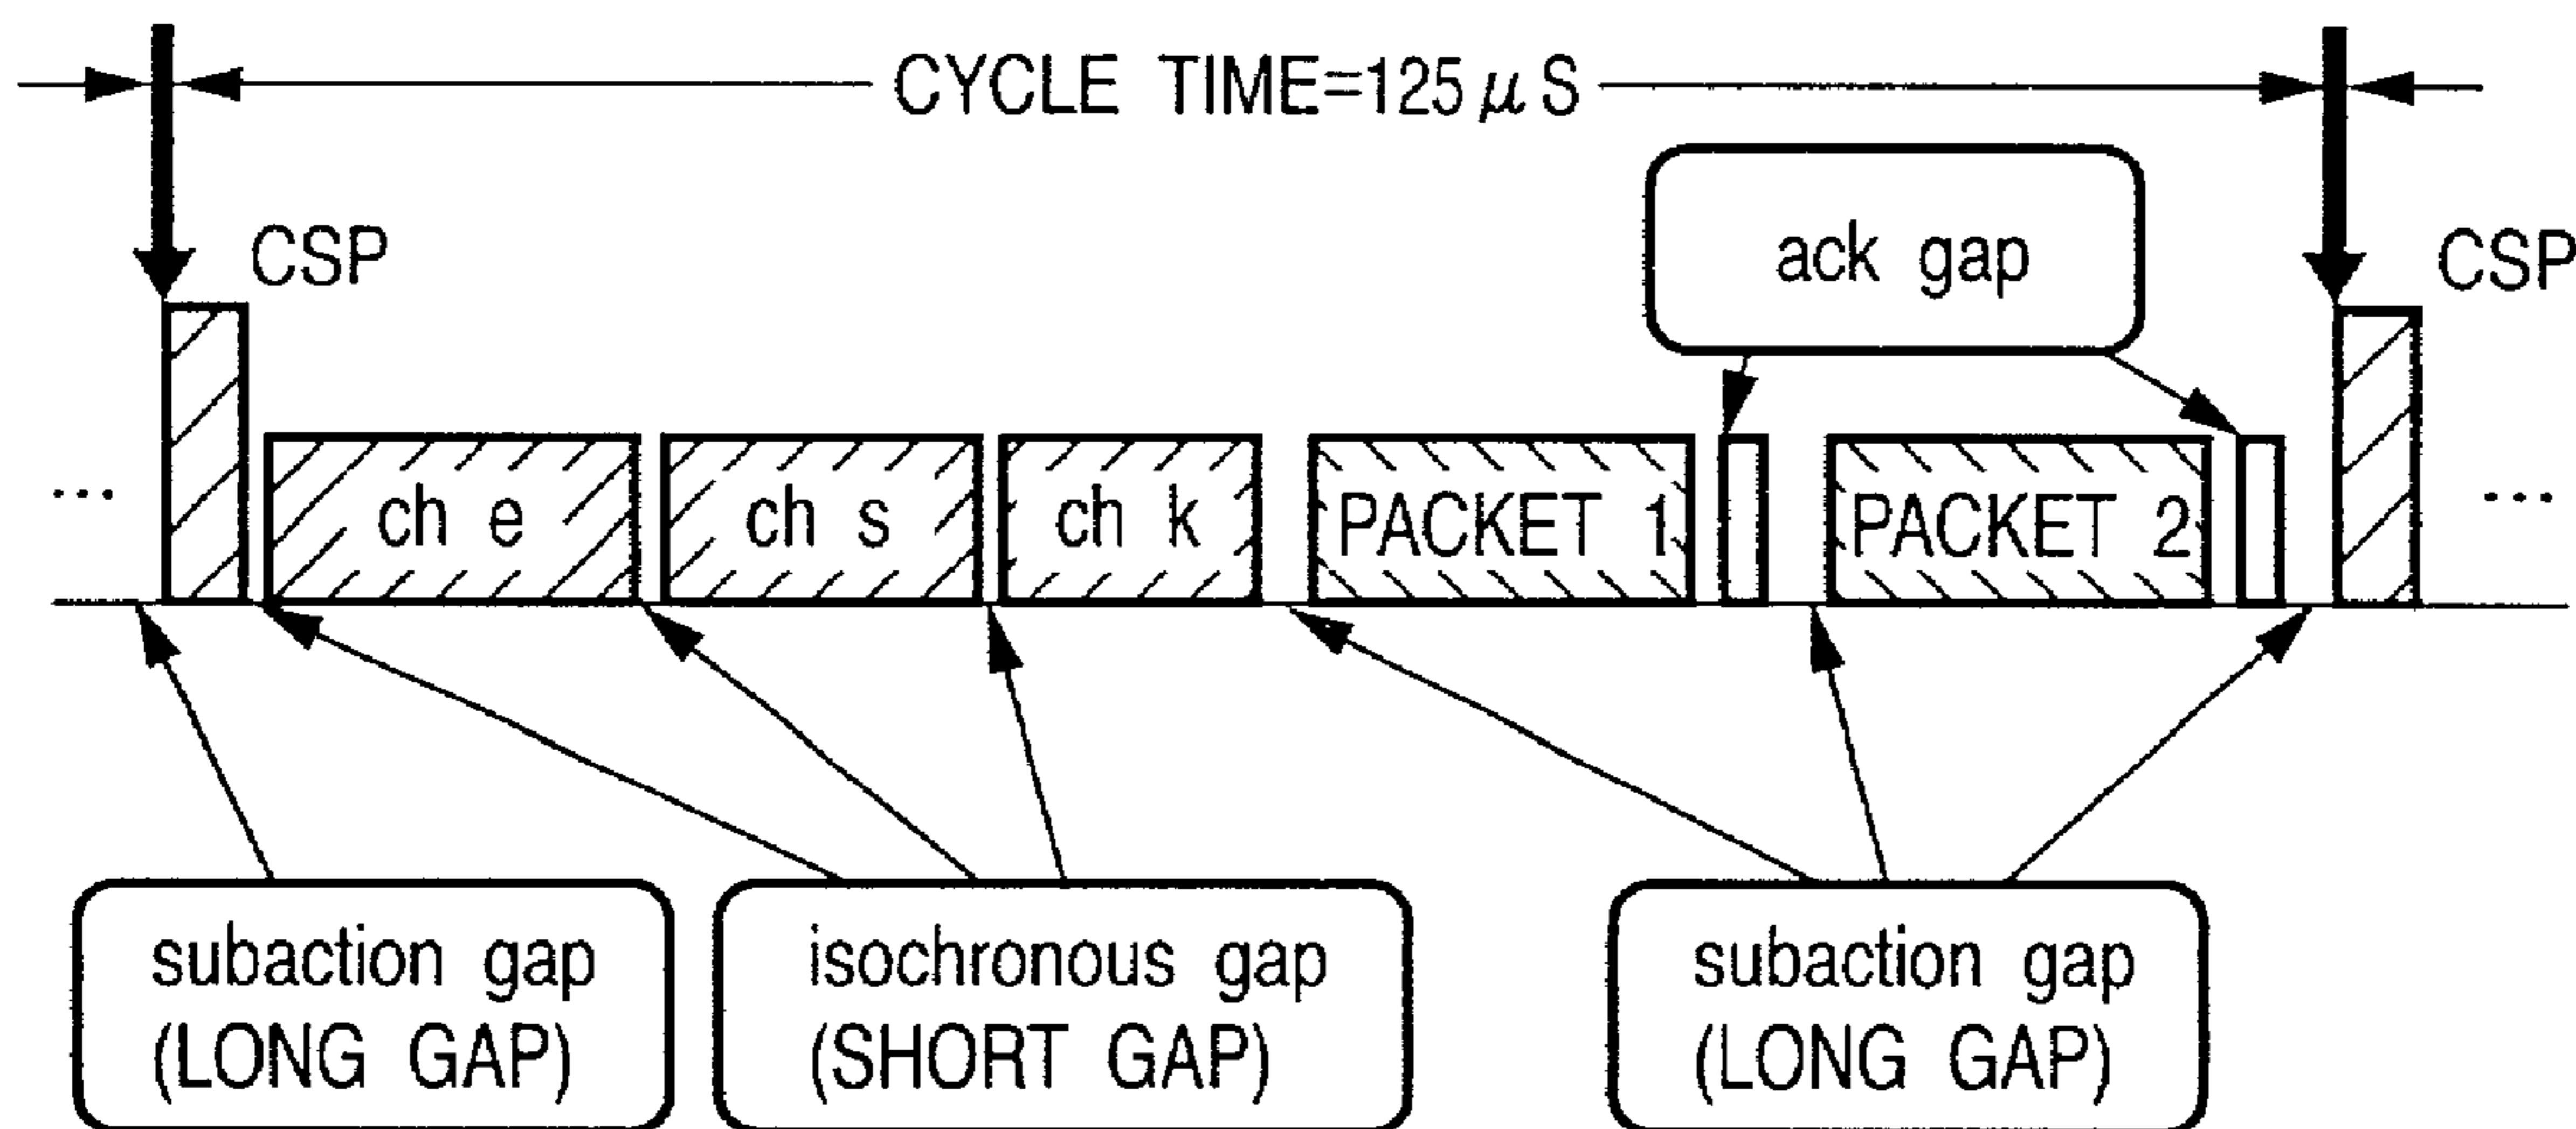 CYCLE TIME=125μS
CSP
ack gap
CSP
...
ch e
ch s
ch k
PACKET 1
PACKET 2
...
subaction gap
(LONG GAP)
isochronous gap
(SHORT GAP)
subaction gap
(LONG GAP)